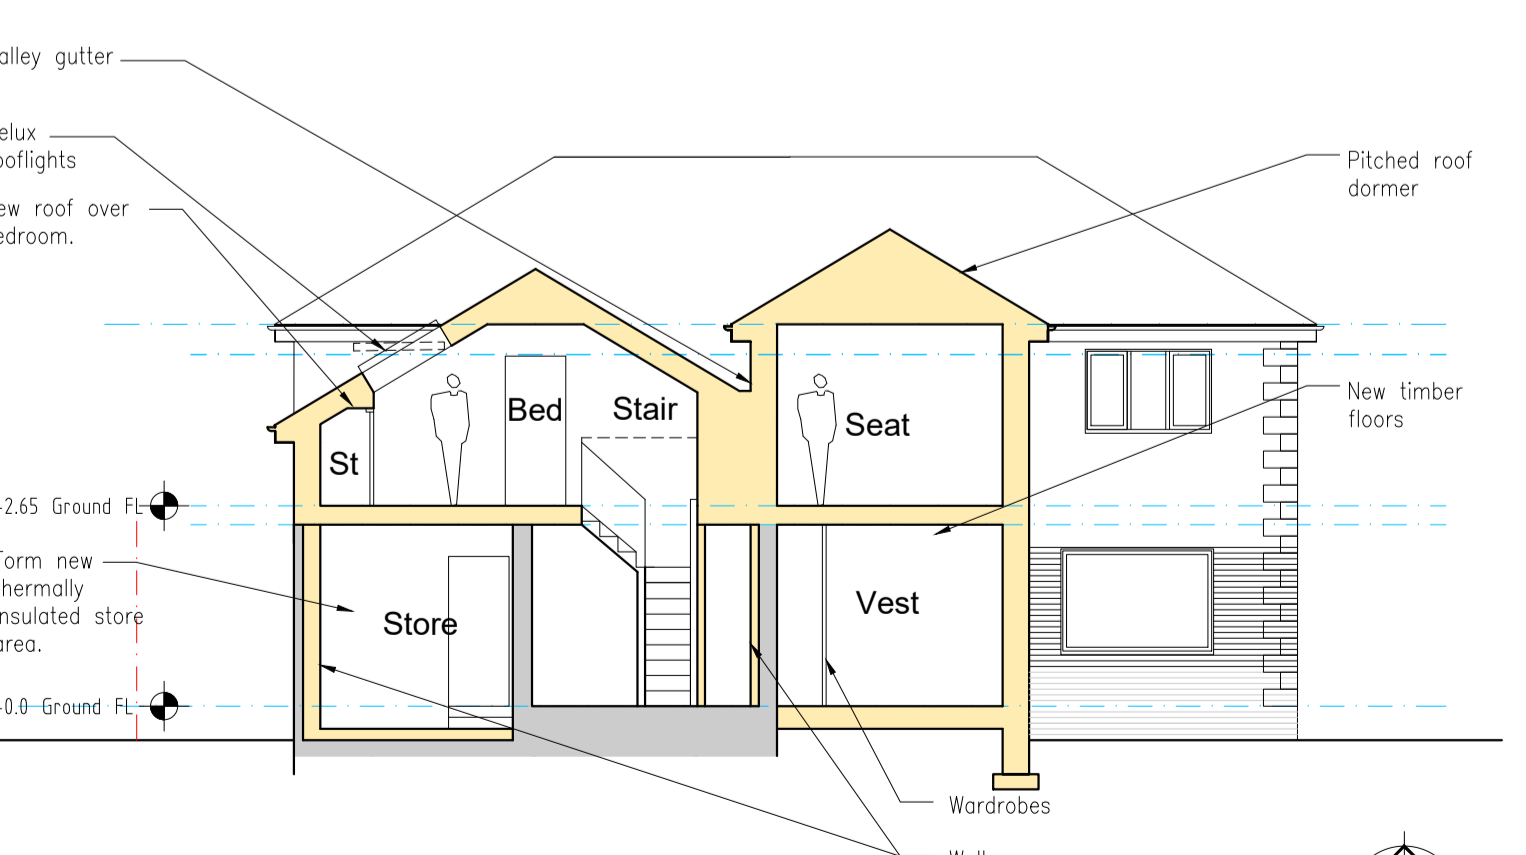 alley gutter
elux
ooflights
ew roof over
edroom.
Pitched roof
dormer
New timber
floors
Bed
Stair
Seat
St
2.65 Ground FL
orm new
hermally
nsulated store
area.
Store
Vest
0.0 Ground FL
Wardrobes
Wall